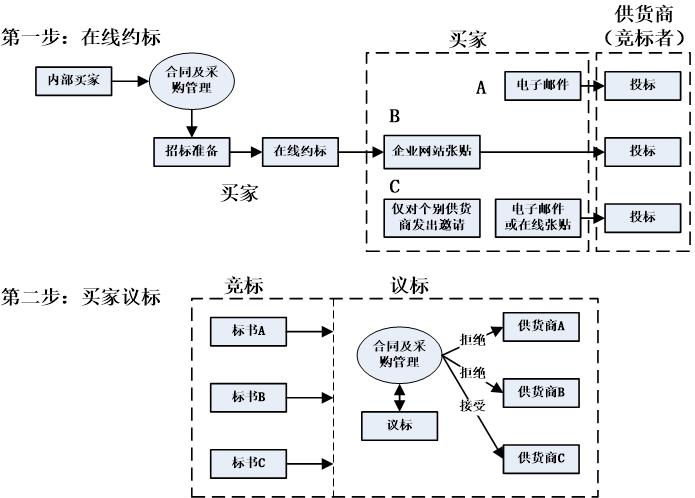 第一步：在线约标
买家
供货商
（竞标者）
内部买家
合同及采
购管理
A
电子邮件
投标
B
招标准备
在线约标
企业网站张贴
投标
买家
C
仅对个别供货
商发出邀请
电子邮件
或在线张贴
投标
第二步：买家议标
竞标
议标
标书A
合同及采
购管理
拒绝
供货商A
标书B
拒绝
供货商B
议标
接受
标书C
供货商C